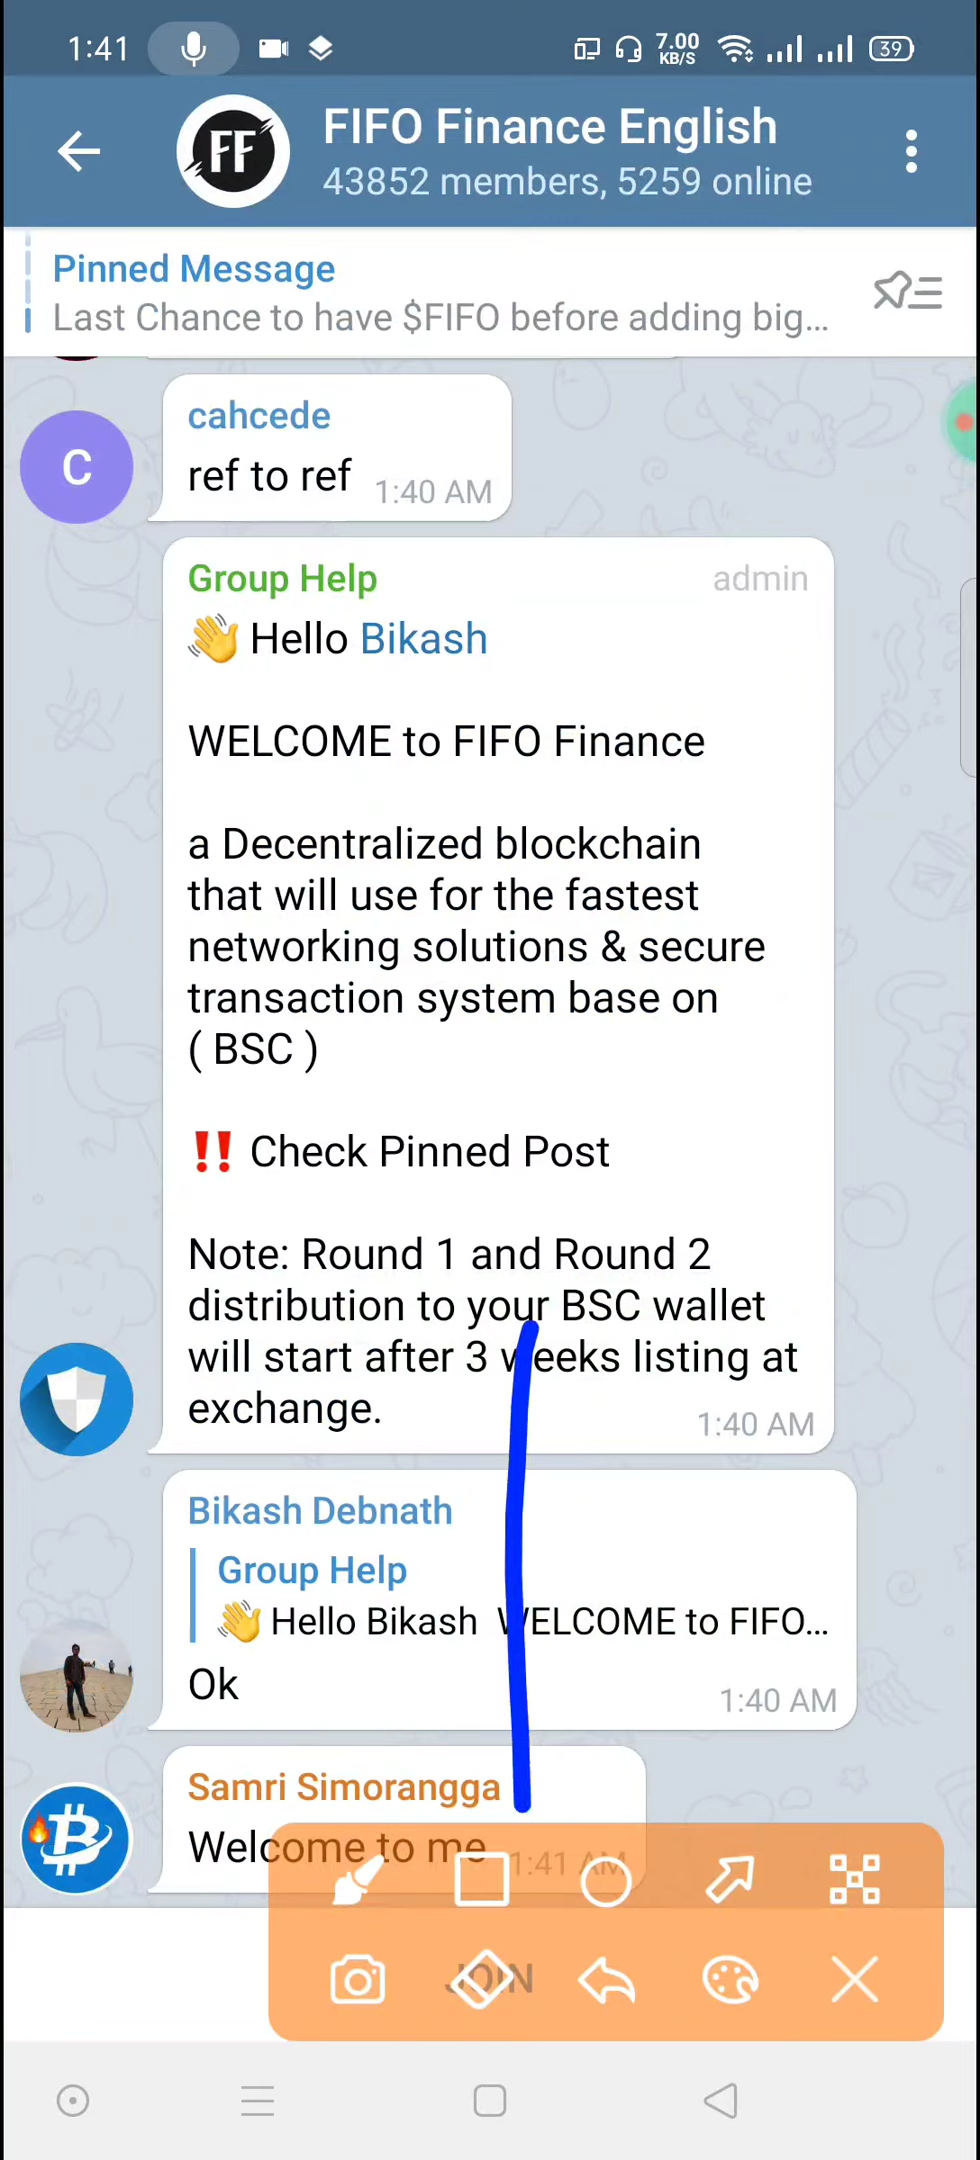 1:41
7.00
KB/S
39
FF
FIFO Finance English
43852 members, 5259 online
Pinned Message
Last Chance to have $FIFO before adding big...
cahcede
C
ref to ref 1:40 AM
Group Help admin
👋 Hello Bikash
WELCOME to FIFO Finance
a Decentralized blockchain
that will use for the fastest
networking solutions & secure
transaction system base on
( BSC )
‼️ Check Pinned Post
Note: Round 1 and Round 2
distribution to your BSC wallet
will start after 3 weeks listing at
exchange.
1:40 AM
Bikash Debnath
Group Help
👋 Hello Bikash WELCOME to FIFO...
Ok
1:40 AM
Samri Simorangga
Welcome to me 1:41 AM
JOIN